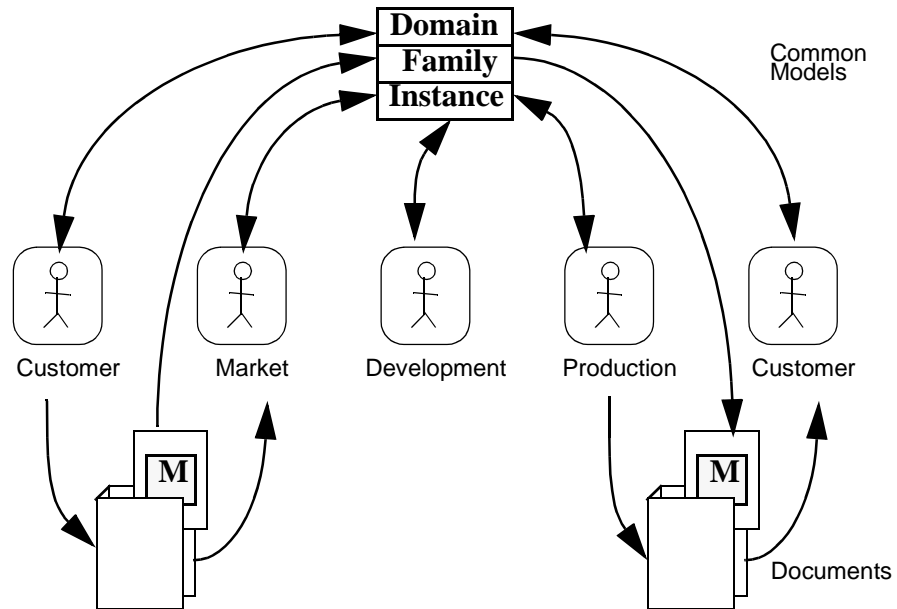 Domain
Family
Instance
Common
Models
Customer
Market
Development
Production
Customer
M
M
Documents